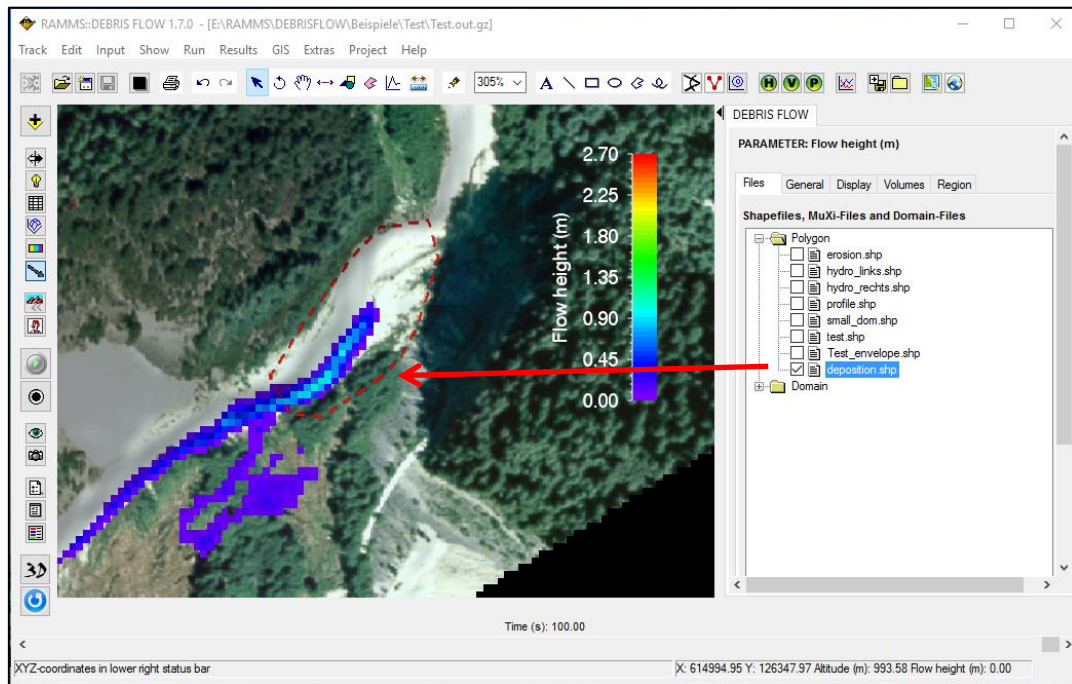 RAMMS::DEBRIS FLOW 1.7.0 - [E:\RAMMS\DEBRISFLOW\Beispiele\Test\Test.out.gz]
Track Edit Input Show Run Results GIS Extras Project Help
305% A H V P
DEBRIS FLOW
PARAMETER: Flow height (m)
Files General Display Volumes Region
Shapefiles, MuXi-Files and Domain-Files
Polygon
erosion.shp
hydro_links.shp
hydro_rechts.shp
profile.shp
small_dom.shp
test.shp
Test_envelope.shp
deposition.shp
Domain
Flow height (m)
2.70
2.25
1.80
1.35
0.90
0.45
0.00
3D
Time (s): 100.00
XYZ-coordinates in lower right status bar
X: 614994.95 Y: 126347.97 Altitude (m): 993.58 Flow height (m): 0.00